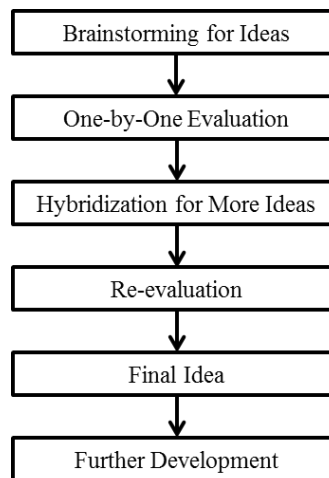 Brainstorming for Ideas
One-by-One Evaluation
Hybridization for More Ideas
Re-evaluation
Final Idea
Further Development